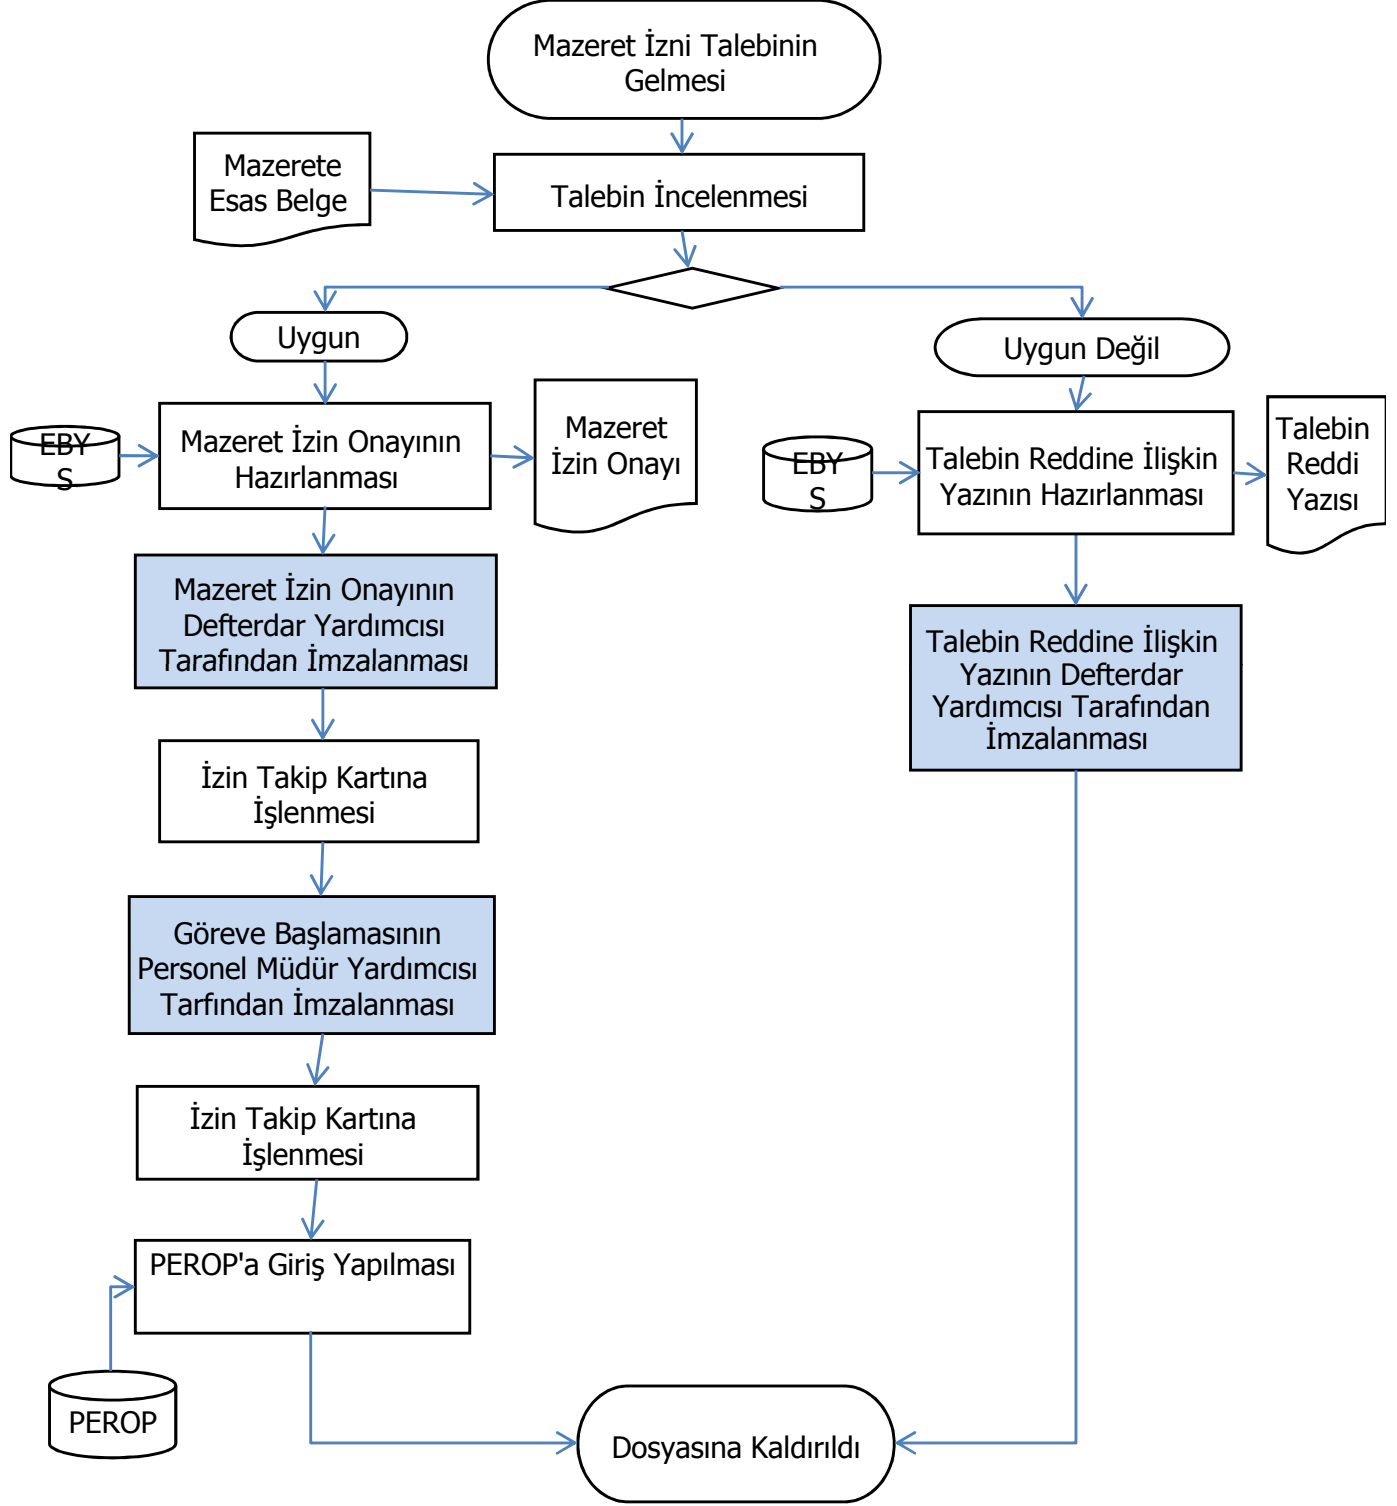 Mazeret İzni Talebinin
Gelmesi
Mazerete
Esas Belge
Talebin İncelenmesi
Uygun
Uygun Değil
EBY
S
Mazeret İzin Onayının
Hazırlanması
Mazeret
İzin Onayı
EBY
S
Talebin Reddine İlişkin
Yazının Hazırlanması
Talebin
Reddi
Yazısı
Mazeret İzin Onayının
Defterdar Yardımcısı
Tarafından İmzalanması
Talebin Reddine İlişkin
Yazının Defterdar
Yardımcısı Tarafından
İmzalanması
İzin Takip Kartına
İşlenmesi
Göreve Başlamasının
Personel Müdür Yardımcısı
Tarfından İmzalanması
İzin Takip Kartına
İşlenmesi
PEROP'a Giriş Yapılması
PEROP
Dosyasına Kaldırıldı